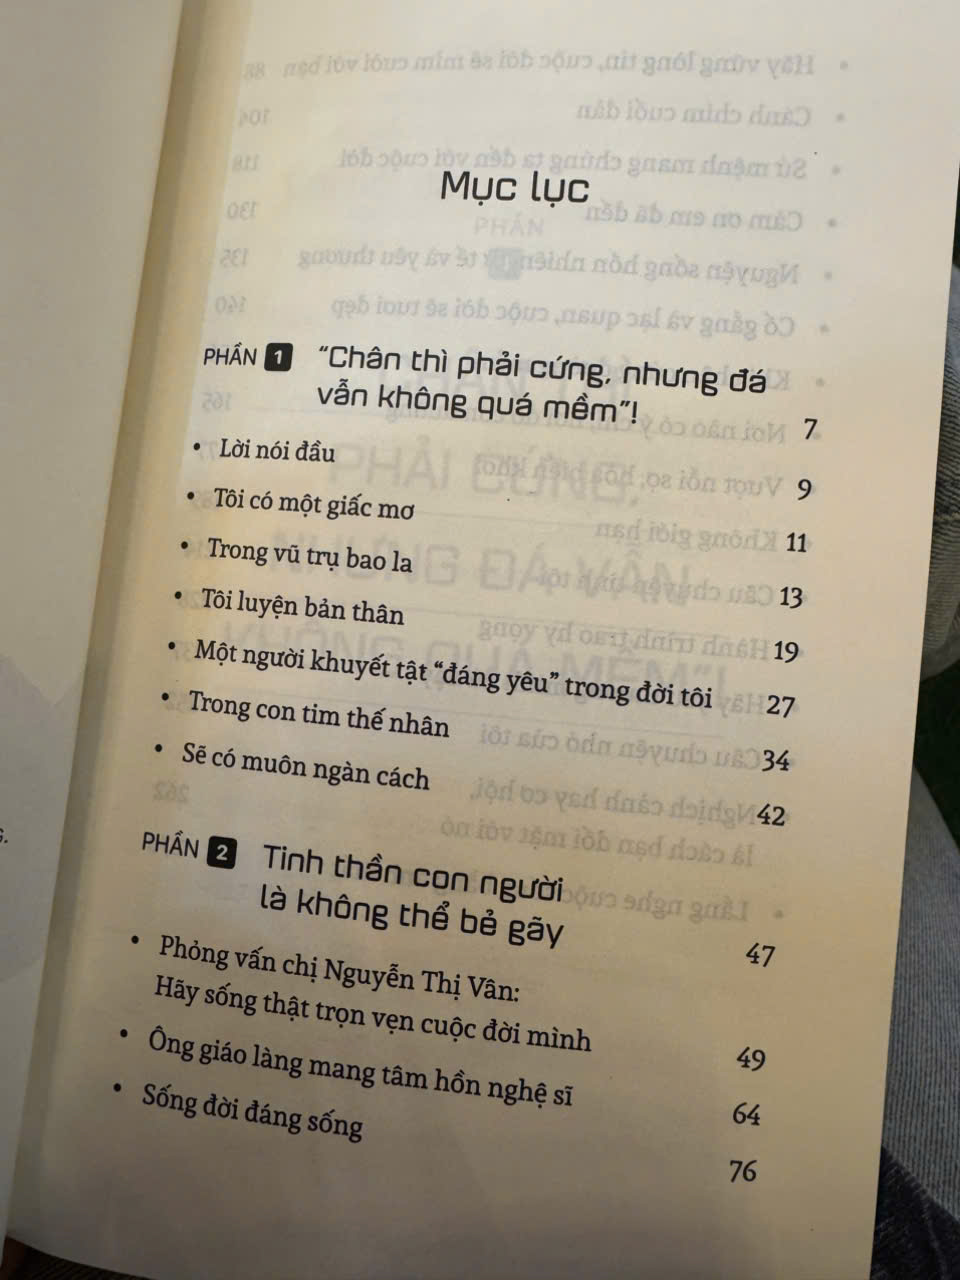 Mục lục
PHẦN 1 "Chân thì phải cứng, nhưng đá
vẫn không quá mềm"! 7
• Lời nói đầu 9
• Tôi có một giấc mơ 11
• Trong vũ trụ bao la 13
• Tôi luyện bản thân 19
• Một người khuyết tật "đáng yêu" trong đời tôi 27
• Trong con tim thế nhân 34
• Sẽ có muôn ngàn cách 42
PHẦN 2 Tinh thần con người
là không thể bẻ gãy 47
• Phỏng vấn chị Nguyễn Thị Vân:
Hãy sống thật trọn vẹn cuộc đời mình 49
• Ông giáo làng mang tâm hồn nghệ sĩ 64
• Sống đời đáng sống 76